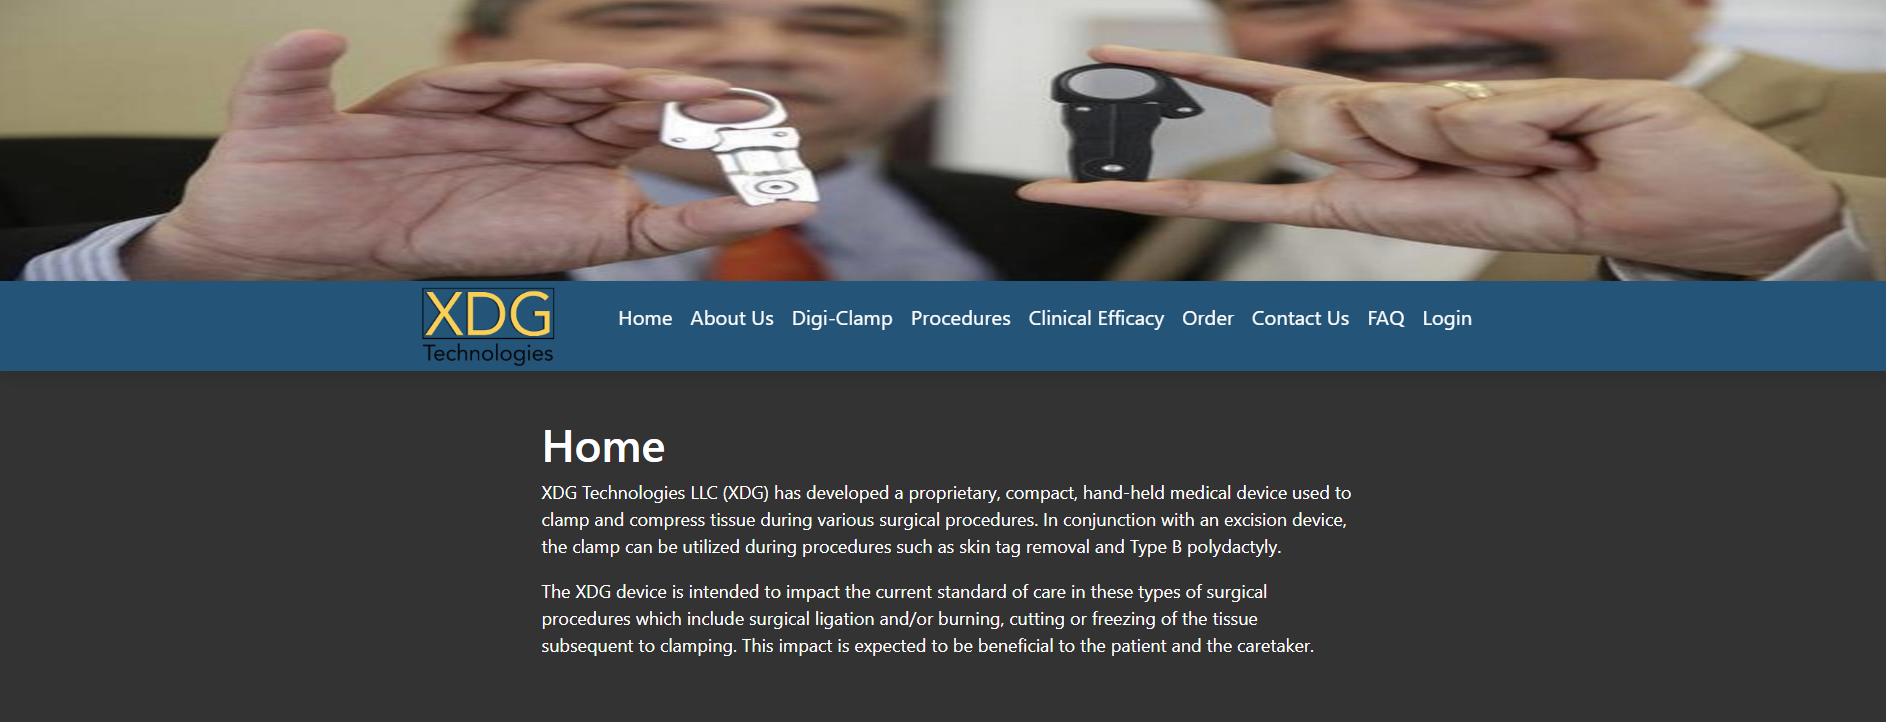 XDG
Technologies
Home About Us Digi-Clamp Procedures Clinical Efficacy Order Contact Us FAQ Login
Home
XDG Technologies LLC (XDG) has developed a proprietary, compact, hand-held medical device used to
clamp and compress tissue during various surgical procedures. In conjunction with an excision device,
the clamp can be utilized during procedures such as skin tag removal and Type B polydactyly.
The XDG device is intended to impact the current standard of care in these types of surgical
procedures which include surgical ligation and/or burning, cutting or freezing of the tissue
subsequent to clamping. This impact is expected to be beneficial to the patient and the caretaker.